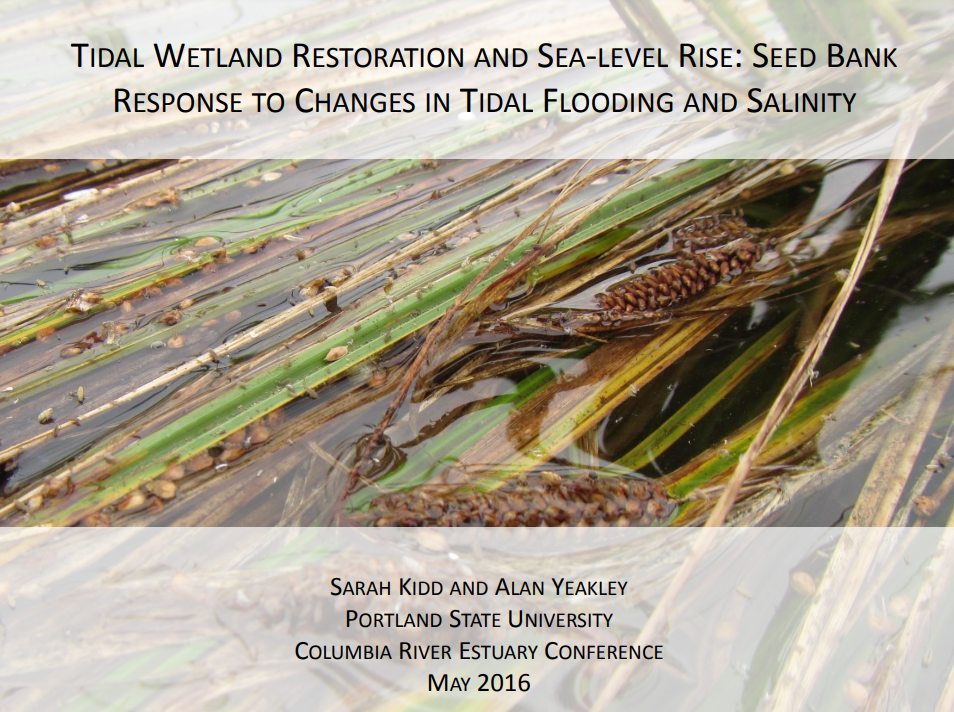 Tidal Wetland Restoration and Sea-level Rise: Seed Bank
Response to Changes in Tidal Flooding and Salinity
Sarah Kidd and Alan Yeakley
Portland State University
Columbia River Estuary Conference
May 2016